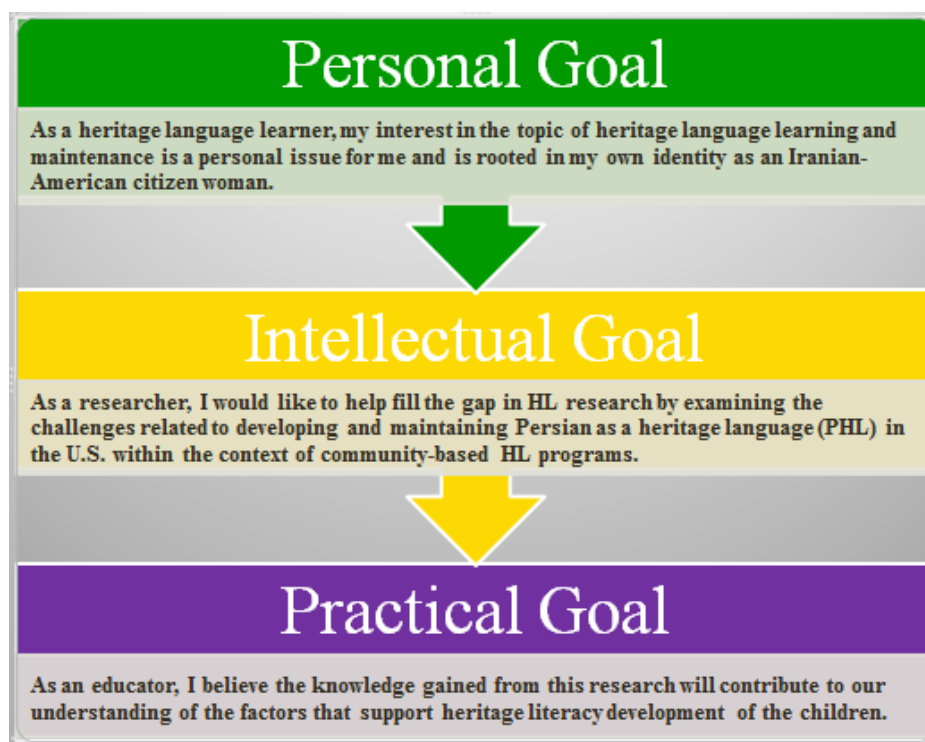 Personal Goal
As a heritage language learner, my interest in the topic of heritage language learning and
maintenance is a personal issue for me and is rooted in my own identity as an Iranian-
American citizen woman.
Intellectual Goal
As a researcher, I would like to help fill the gap in HL research by examining the
challenges related to developing and maintaining Persian as a heritage language (PHL) in
the U.S. within the context of community-based HL programs.
Practical Goal
As an educator, I believe the knowledge gained from this research will contribute to our
understanding of the factors that support heritage literacy development of the children.